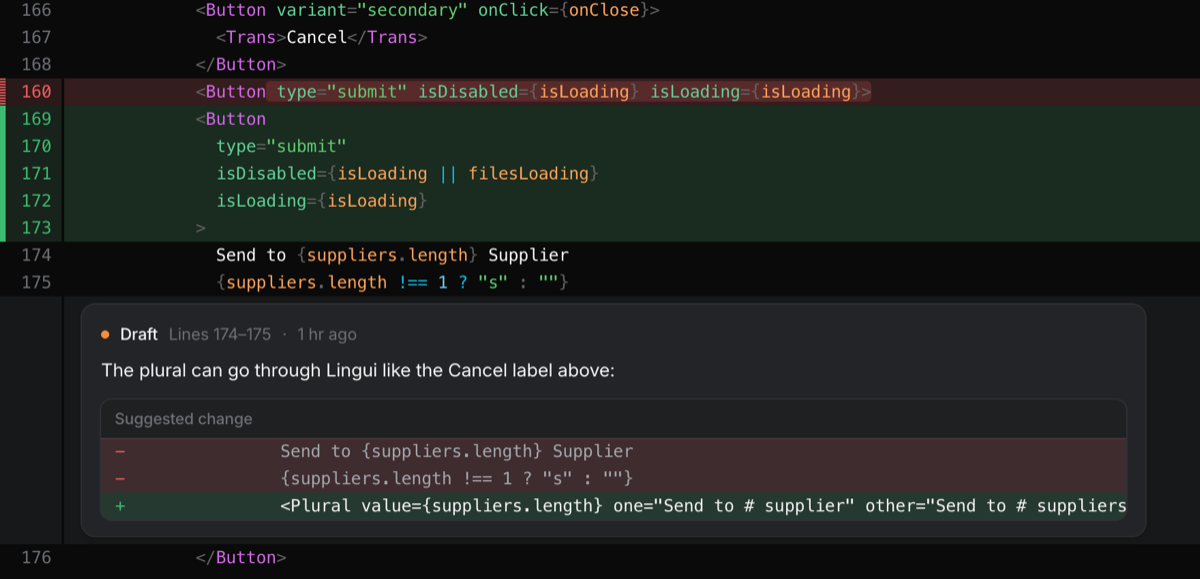 166 <Button variant="secondary" onClick={onClose}>
167 <Trans>Cancel</Trans>
168 </Button>
160 <Button type="submit" isDisabled={isLoading} isLoading={isLoading}>
169 <Button
170 type="submit"
171 isDisabled={isLoading || filesLoading}
172 isLoading={isLoading}
173 >
174 Send to {suppliers.length} Supplier
175 {suppliers.length !== 1 ? "s" : ""}
Draft Lines 174–175 · 1 hr ago
The plural can go through Lingui like the Cancel label above:
Suggested change
- Send to {suppliers.length} Supplier
- {suppliers.length !== 1 ? "s" : ""}
+ <Plural value={suppliers.length} one="Send to # supplier" other="Send to # suppliers
176 </Button>